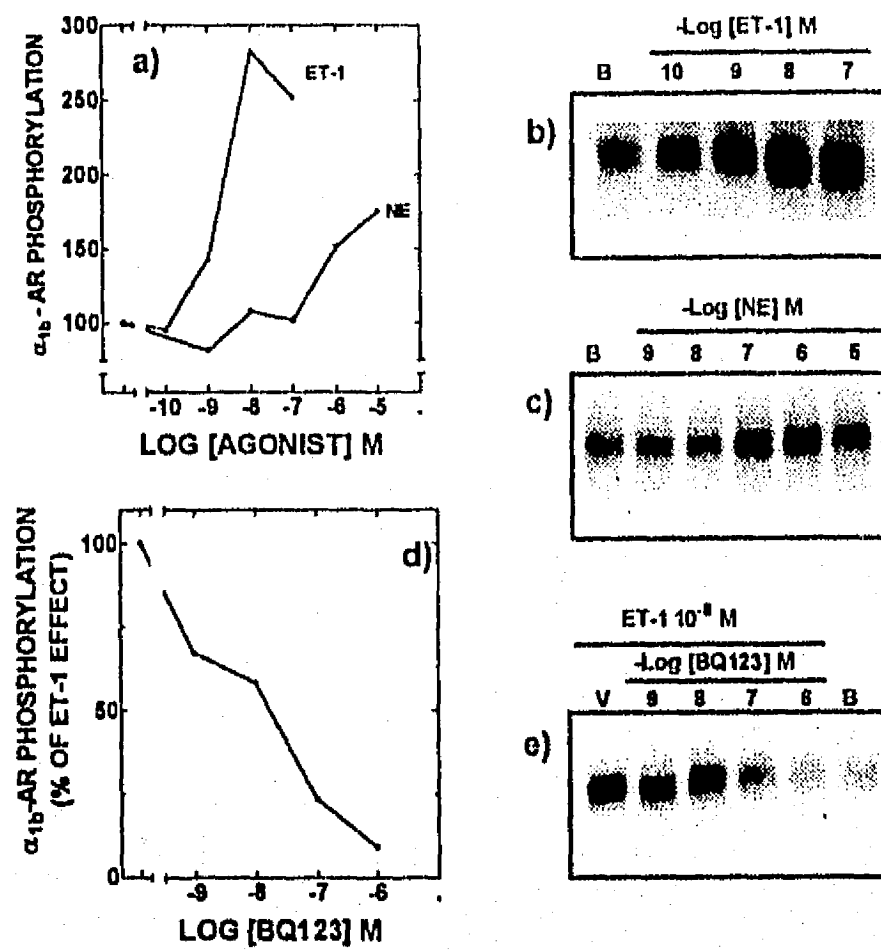 a)
α1b- AR PHOSPHORYLATION
300
250
200
150
100
ET-1
NE
-10 -9 -8 -7 -6 -5
LOG [AGONIST] M
b)
-Log [ET-1] M
B 10 9 8 7
c)
-Log [NE] M
B 9 8 7 6 5
d)
α1b-AR PHOSPHORYLATION
(% OF ET-1 EFFECT)
100
50
0
-9 -8 -7 -6
LOG [BQ123] M
e)
ET-1 10-8 M
-Log [BQ123] M
V 9 8 7 6 B